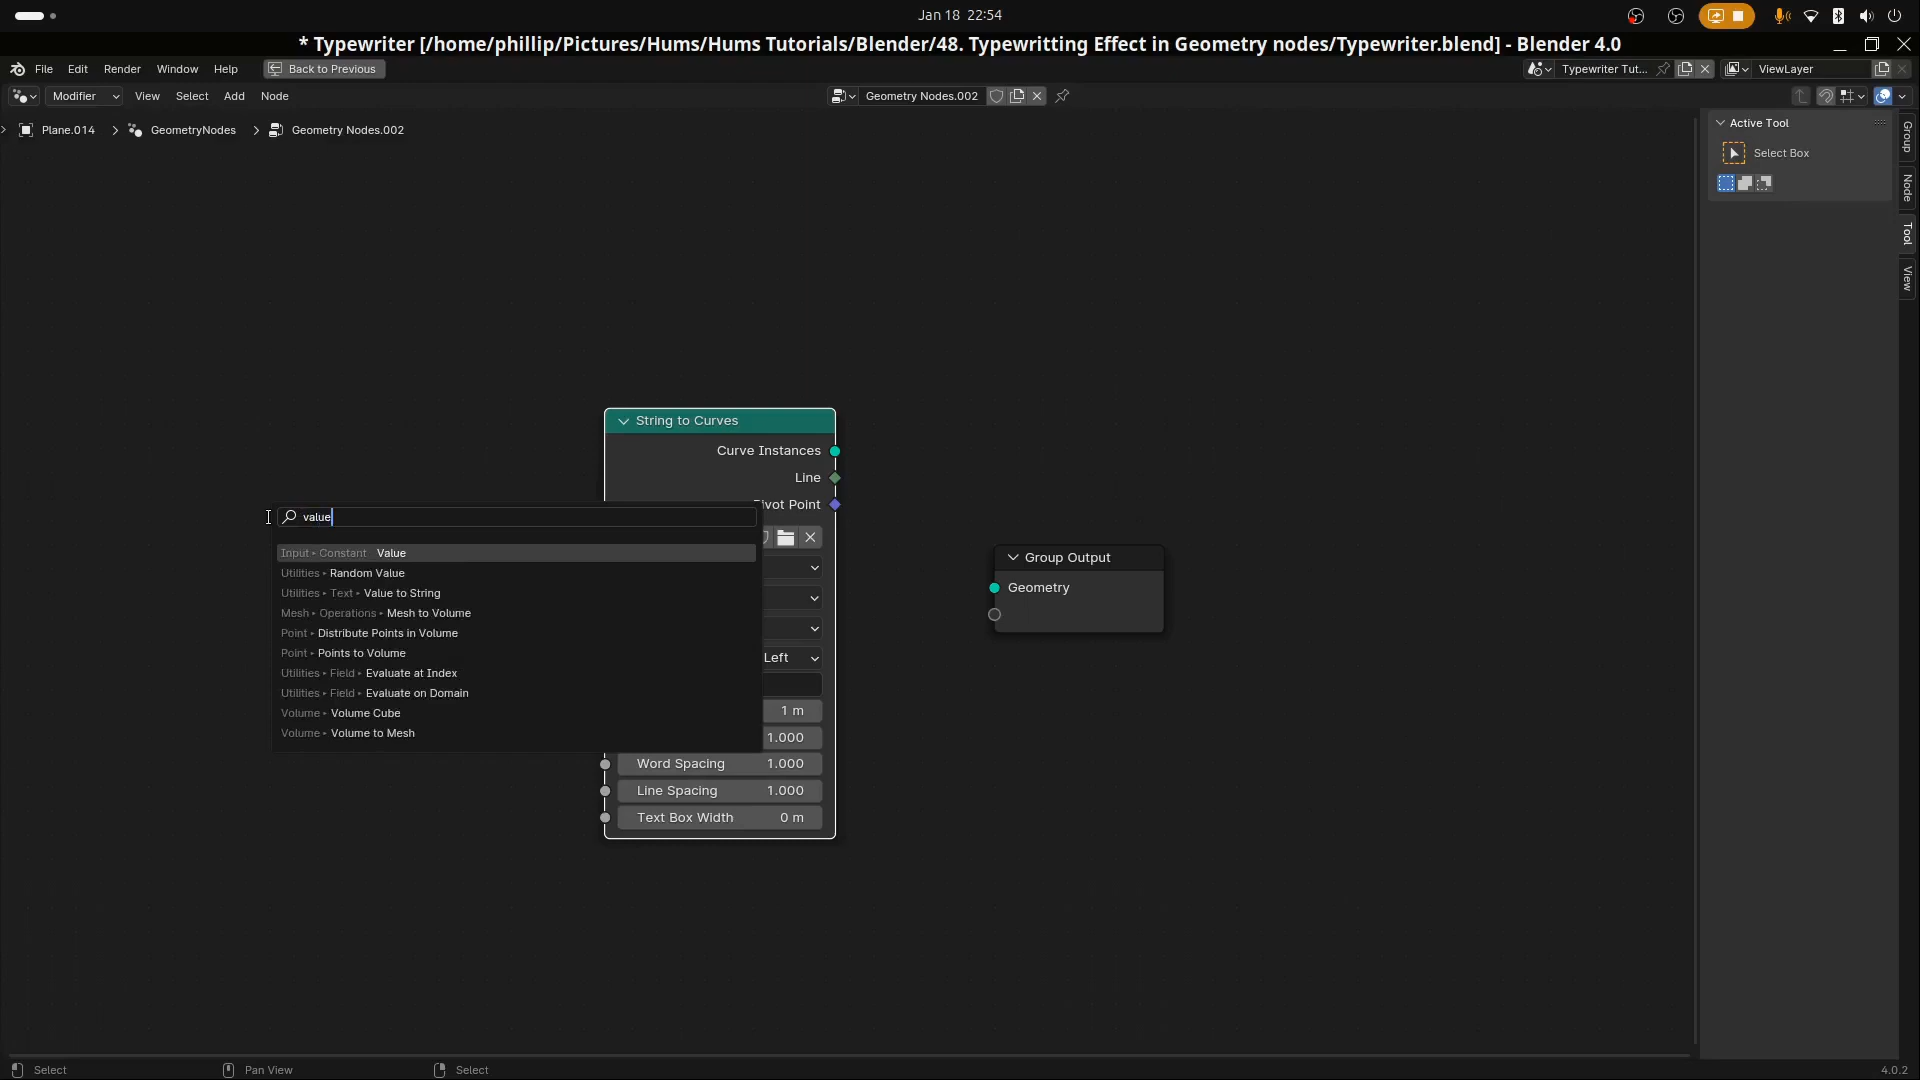 Jan 18 22:54
* Typewriter [/home/phillip/Pictures/Hums/Hums Tutorials/Blender/48. Typewritting Effect in Geometry nodes/Typewriter.blend] - Blender 4.0
File Edit Render Window Help Back to Previous Typewriter Tut... ViewLayer
Modifier View Select Add Node Geometry Nodes.002
Plane.014 GeometryNodes Geometry Nodes.002
Active Tool
Select Box
Group
Node
Tool
View
String to Curves
Curve Instances
Line
Pivot Point
value
Input Constant Value
Utilities Random Value
Utilities Text Value to String
Mesh Operations Mesh to Volume
Point Distribute Points in Volume
Point Points to Volume
Utilities Field Evaluate at Index
Utilities Field Evaluate on Domain
Volume Volume Cube
Volume Volume to Mesh
Left
1 m
1.000
Word Spacing 1.000
Line Spacing 1.000
Text Box Width 0 m
Group Output
Geometry
Select Pan View Select 4.0.2